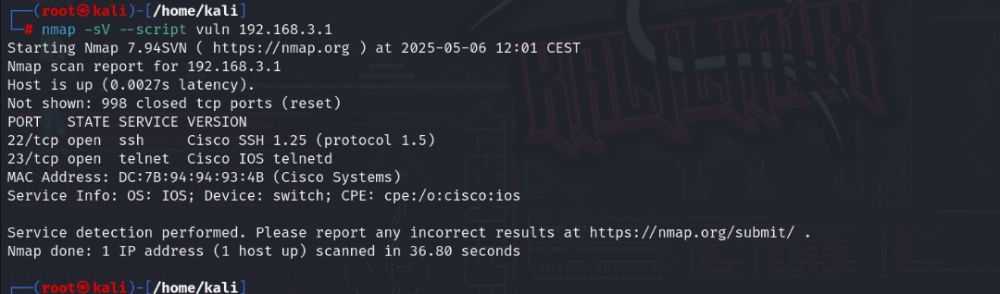 ┌──(root㉿kali)-[/home/kali]
└─# nmap -sV --script vuln 192.168.3.1
Starting Nmap 7.94SVN ( https://nmap.org ) at 2025-05-06 12:01 CEST
Nmap scan report for 192.168.3.1
Host is up (0.0027s latency).
Not shown: 998 closed tcp ports (reset)
PORT   STATE SERVICE VERSION
22/tcp open  ssh     Cisco SSH 1.25 (protocol 1.5)
23/tcp open  telnet  Cisco IOS telnetd
MAC Address: DC:7B:94:94:93:4B (Cisco Systems)
Service Info: OS: IOS; Device: switch; CPE: cpe:/o:cisco:ios
Service detection performed. Please report any incorrect results at https://nmap.org/submit/ .
Nmap done: 1 IP address (1 host up) scanned in 36.80 seconds
┌──(root㉿kali)-[/home/kali]
KALI LINUX